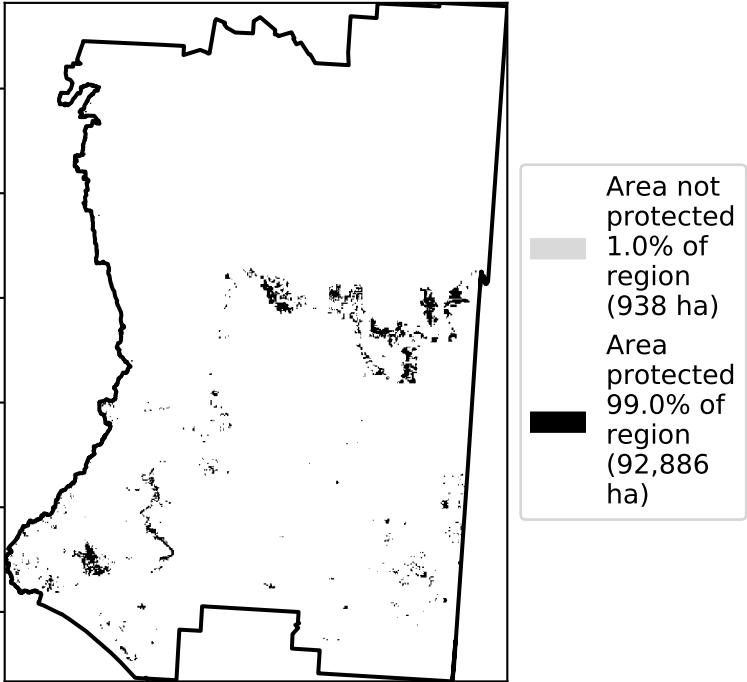 Area not
protected
1.0% of
region
(938 ha)
Area
protected
99.0% of
region
(92,886
ha)